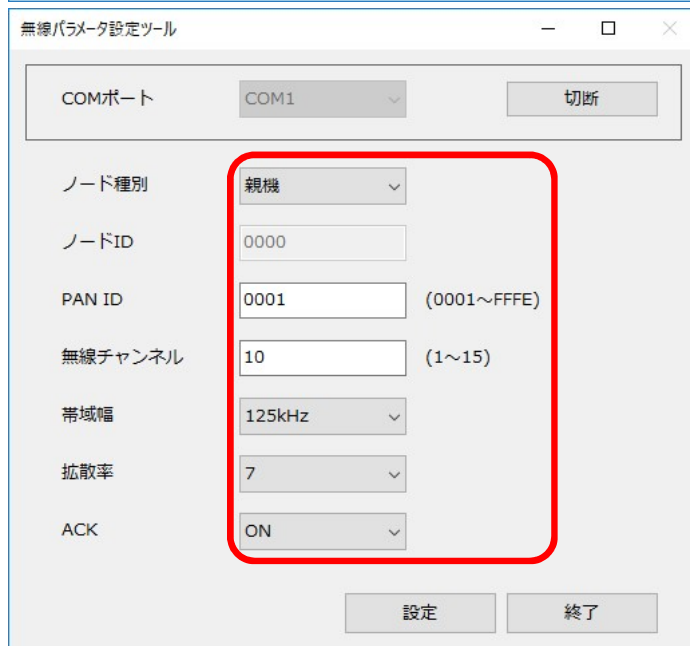 無線パラメータ設定ツール
COMポート COM1 切断
ノード種別 親機
ノードID 0000
PAN ID 0001 (0001～FFFE)
無線チャンネル 10 (1～15)
帯域幅 125kHz
拡散率 7
ACK ON
設定 終了